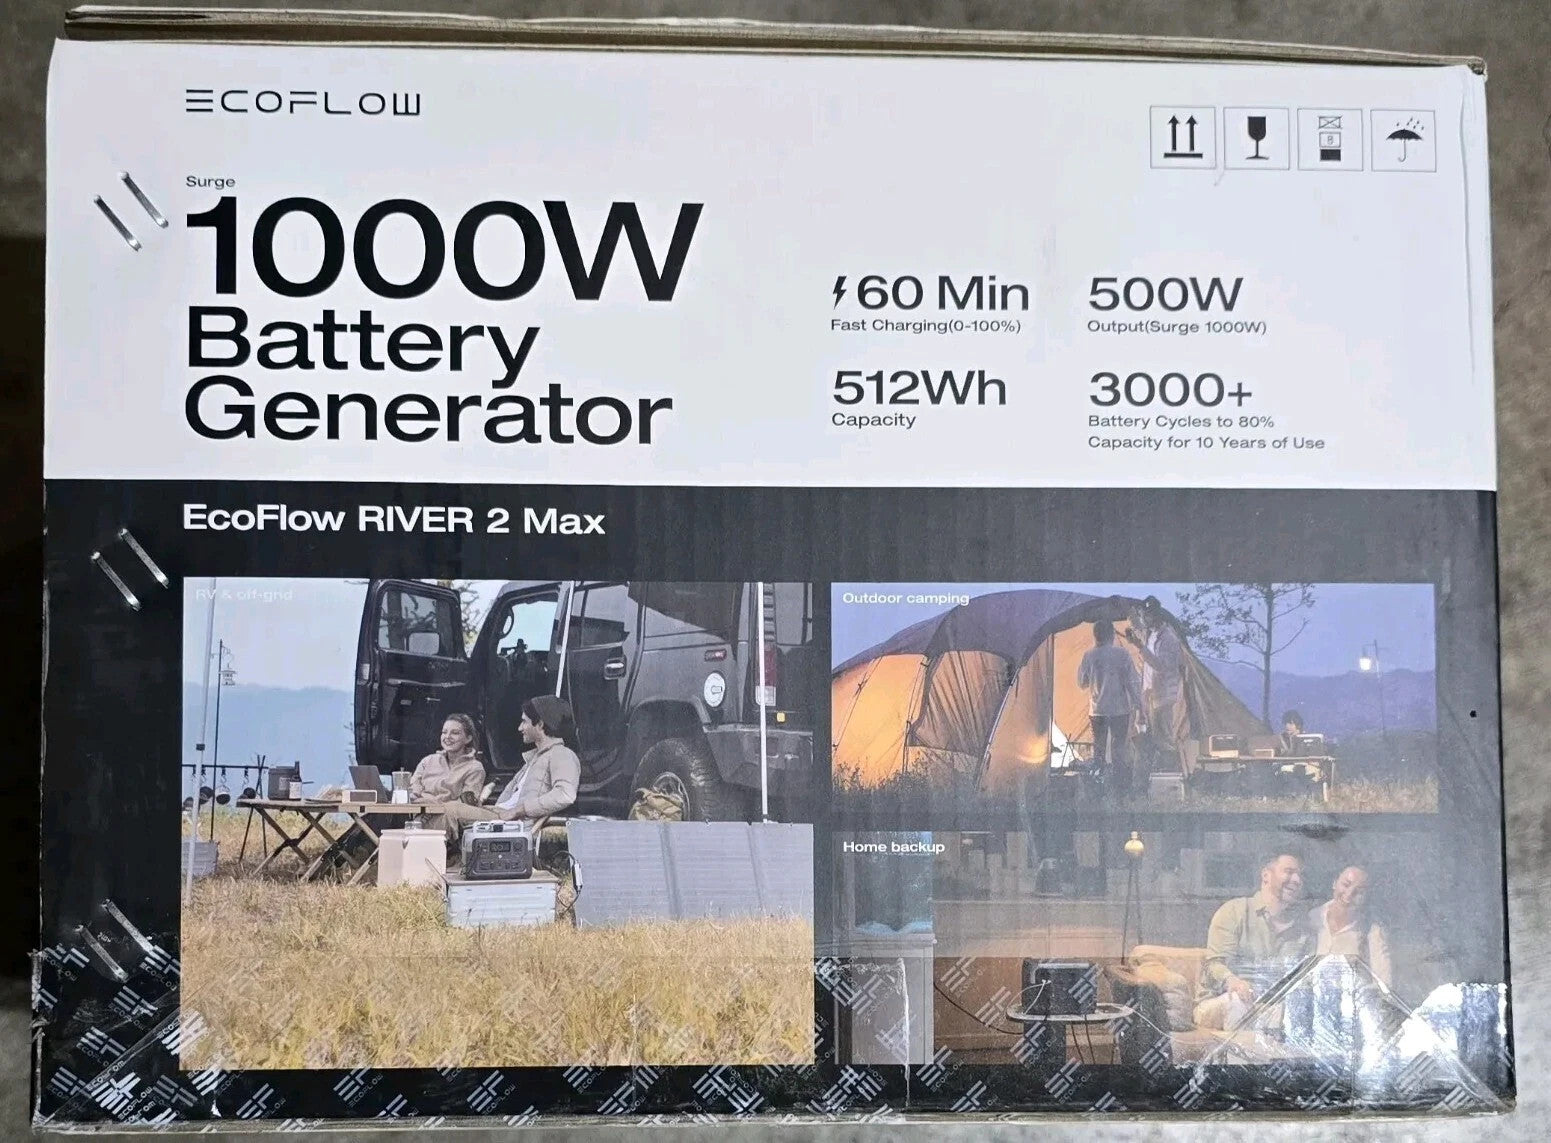 ECOFLOW
Surge
1000W
Battery
Generator
60 Min
Fast Charging(0-100%)
500W
Output(Surge 1000W)
512Wh
Capacity
3000+
Battery Cycles to 80%
Capacity for 10 Years of Use
8
EcoFlow RIVER 2 Max
RV & off-grid
Outdoor camping
Home backup
ECOFLOW